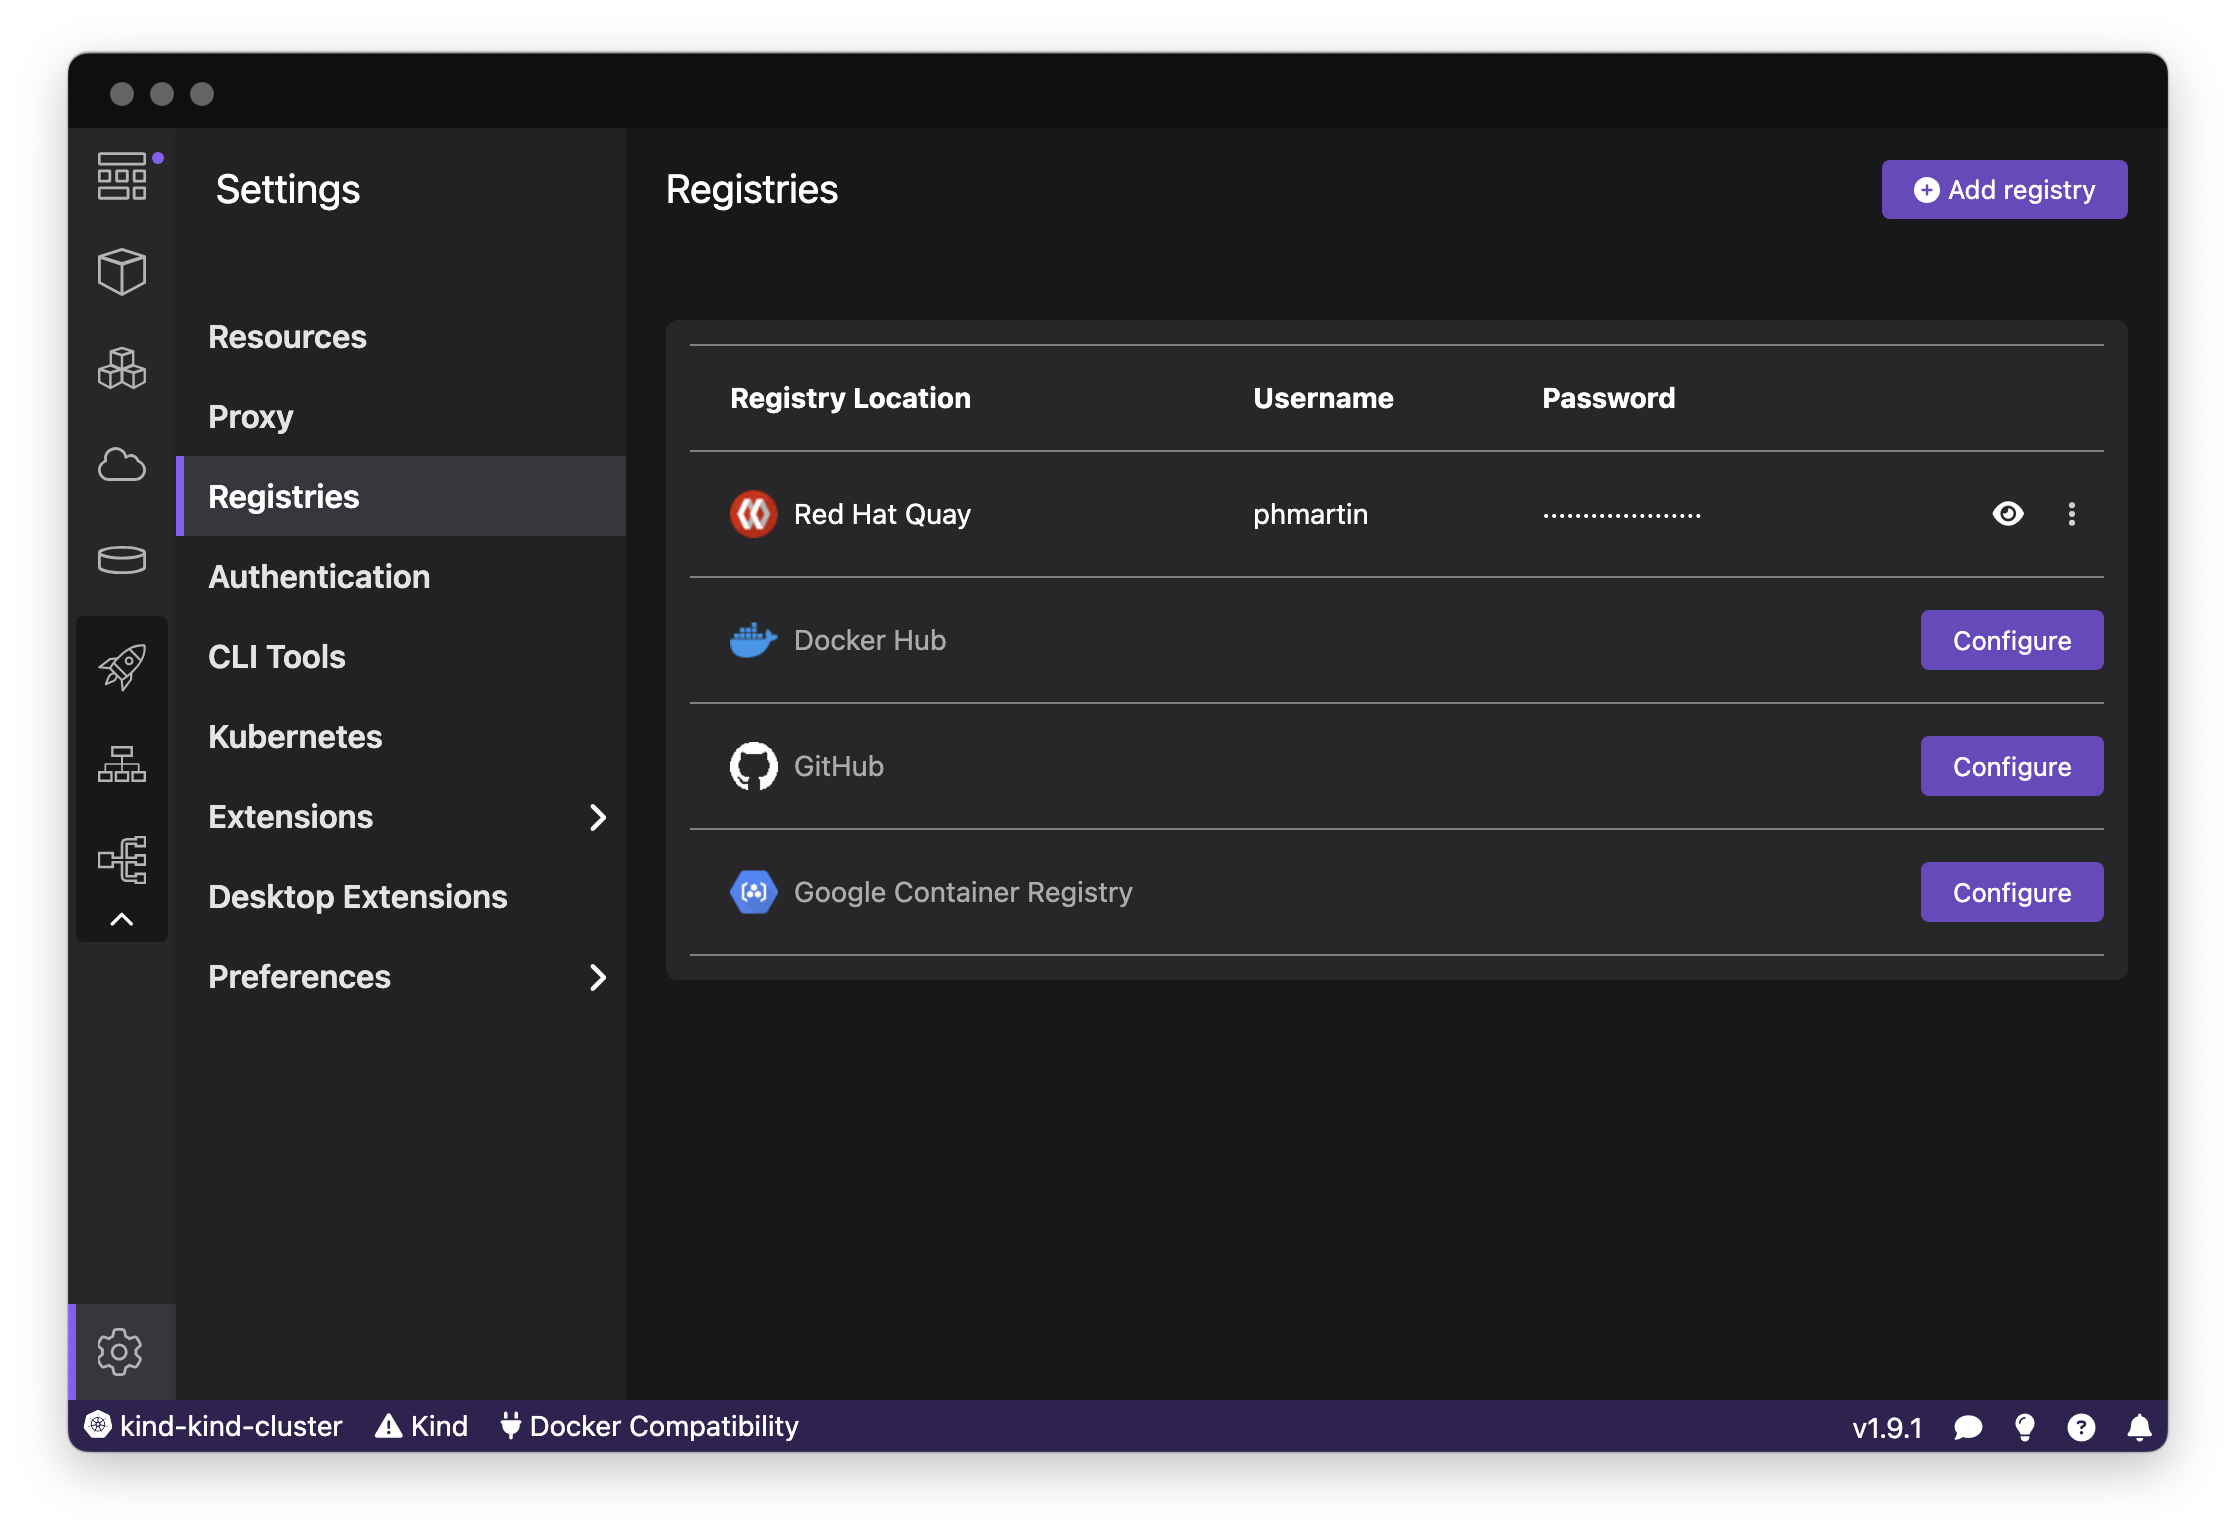 Settings
Resources
Proxy
Registries
Authentication
CLI Tools
Kubernetes
Extensions
Desktop Extensions
Preferences
Registries
Add registry
Registry Location Username Password
Red Hat Quay phmartin ••••••••••••••••••••
Docker Hub Configure
GitHub Configure
Google Container Registry Configure
kind-kind-cluster Kind Docker Compatibility v1.9.1